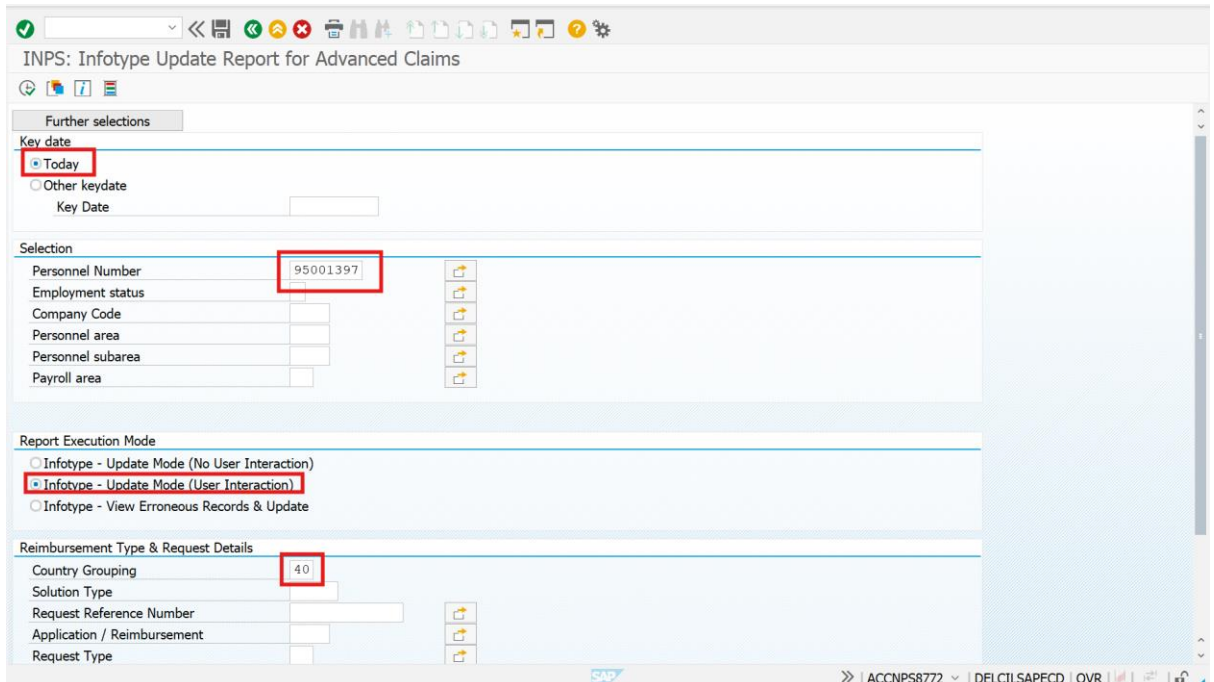 INPS: Infotype Update Report for Advanced Claims
Further selections
Key date
Today
Other keydate
Key Date
Selection
Personnel Number 95001397
Employment status
Company Code
Personnel area
Personnel subarea
Payroll area
Report Execution Mode
Infotype - Update Mode (No User Interaction)
Infotype - Update Mode (User Interaction)
Infotype - View Erroneous Records & Update
Reimbursement Type & Request Details
Country Grouping 40
Solution Type
Request Reference Number
Application / Reimbursement
Request Type
SAP ACCNPS8772 DELCILSAPECD OVR